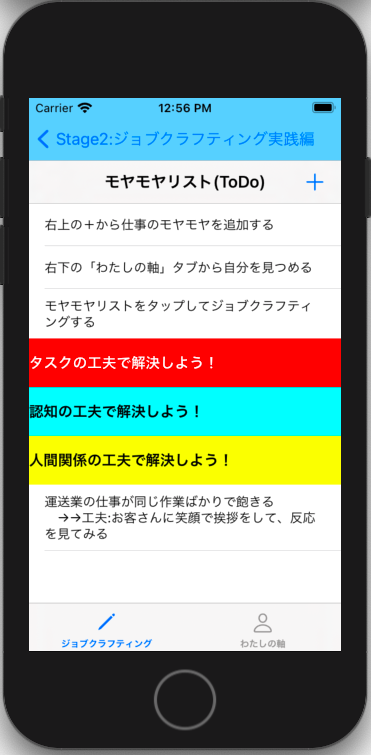 Carrier 12:56 PM
Stage2:ジョブクラフティング実践編
モヤモヤリスト(ToDo)
右上の＋から仕事のモヤモヤを追加する
右下の「わたしの軸」タブから自分を見つめる
モヤモヤリストをタップしてジョブクラフティ
ングする
タスクの工夫で解決しよう！
認知の工夫で解決しよう！
人間関係の工夫で解決しよう！
運送業の仕事が同じ作業ばかりで飽きる
→→工夫:お客さんに笑顔で挨拶をして、反応
を見てみる
ジョブクラフティング わたしの軸